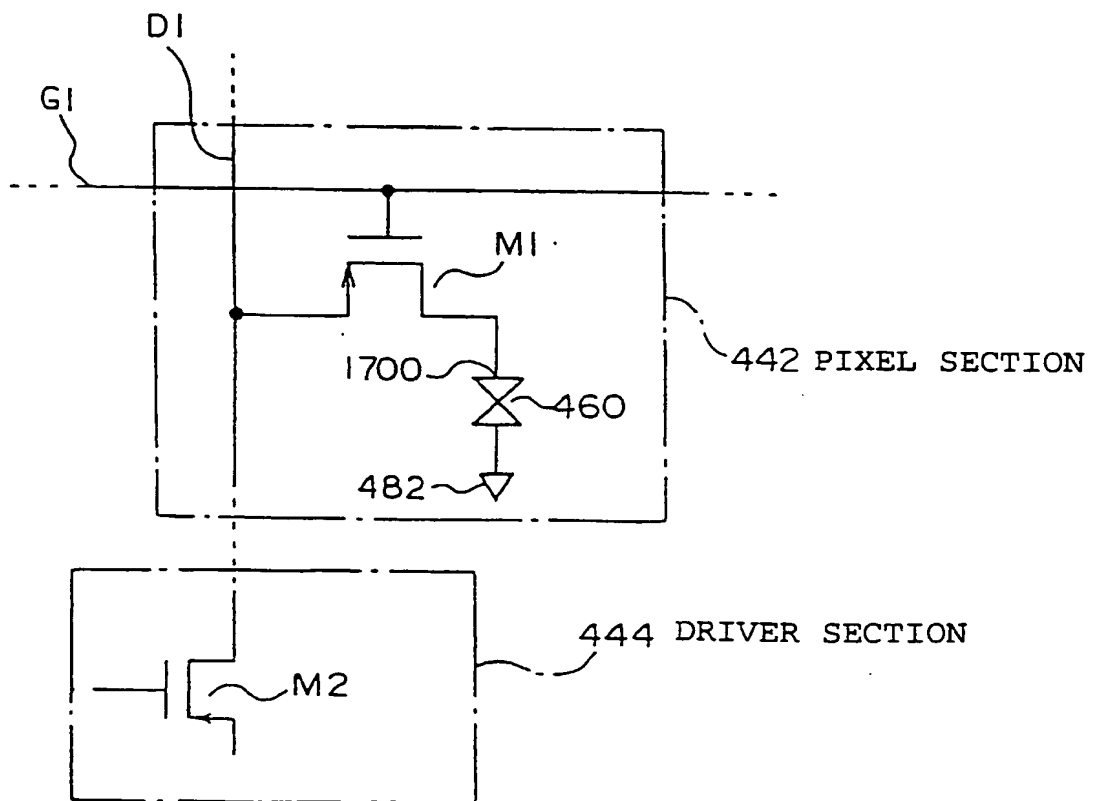 D1
G1
M1
442 PIXEL SECTION
1700
460
482
444 DRIVER SECTION
M2